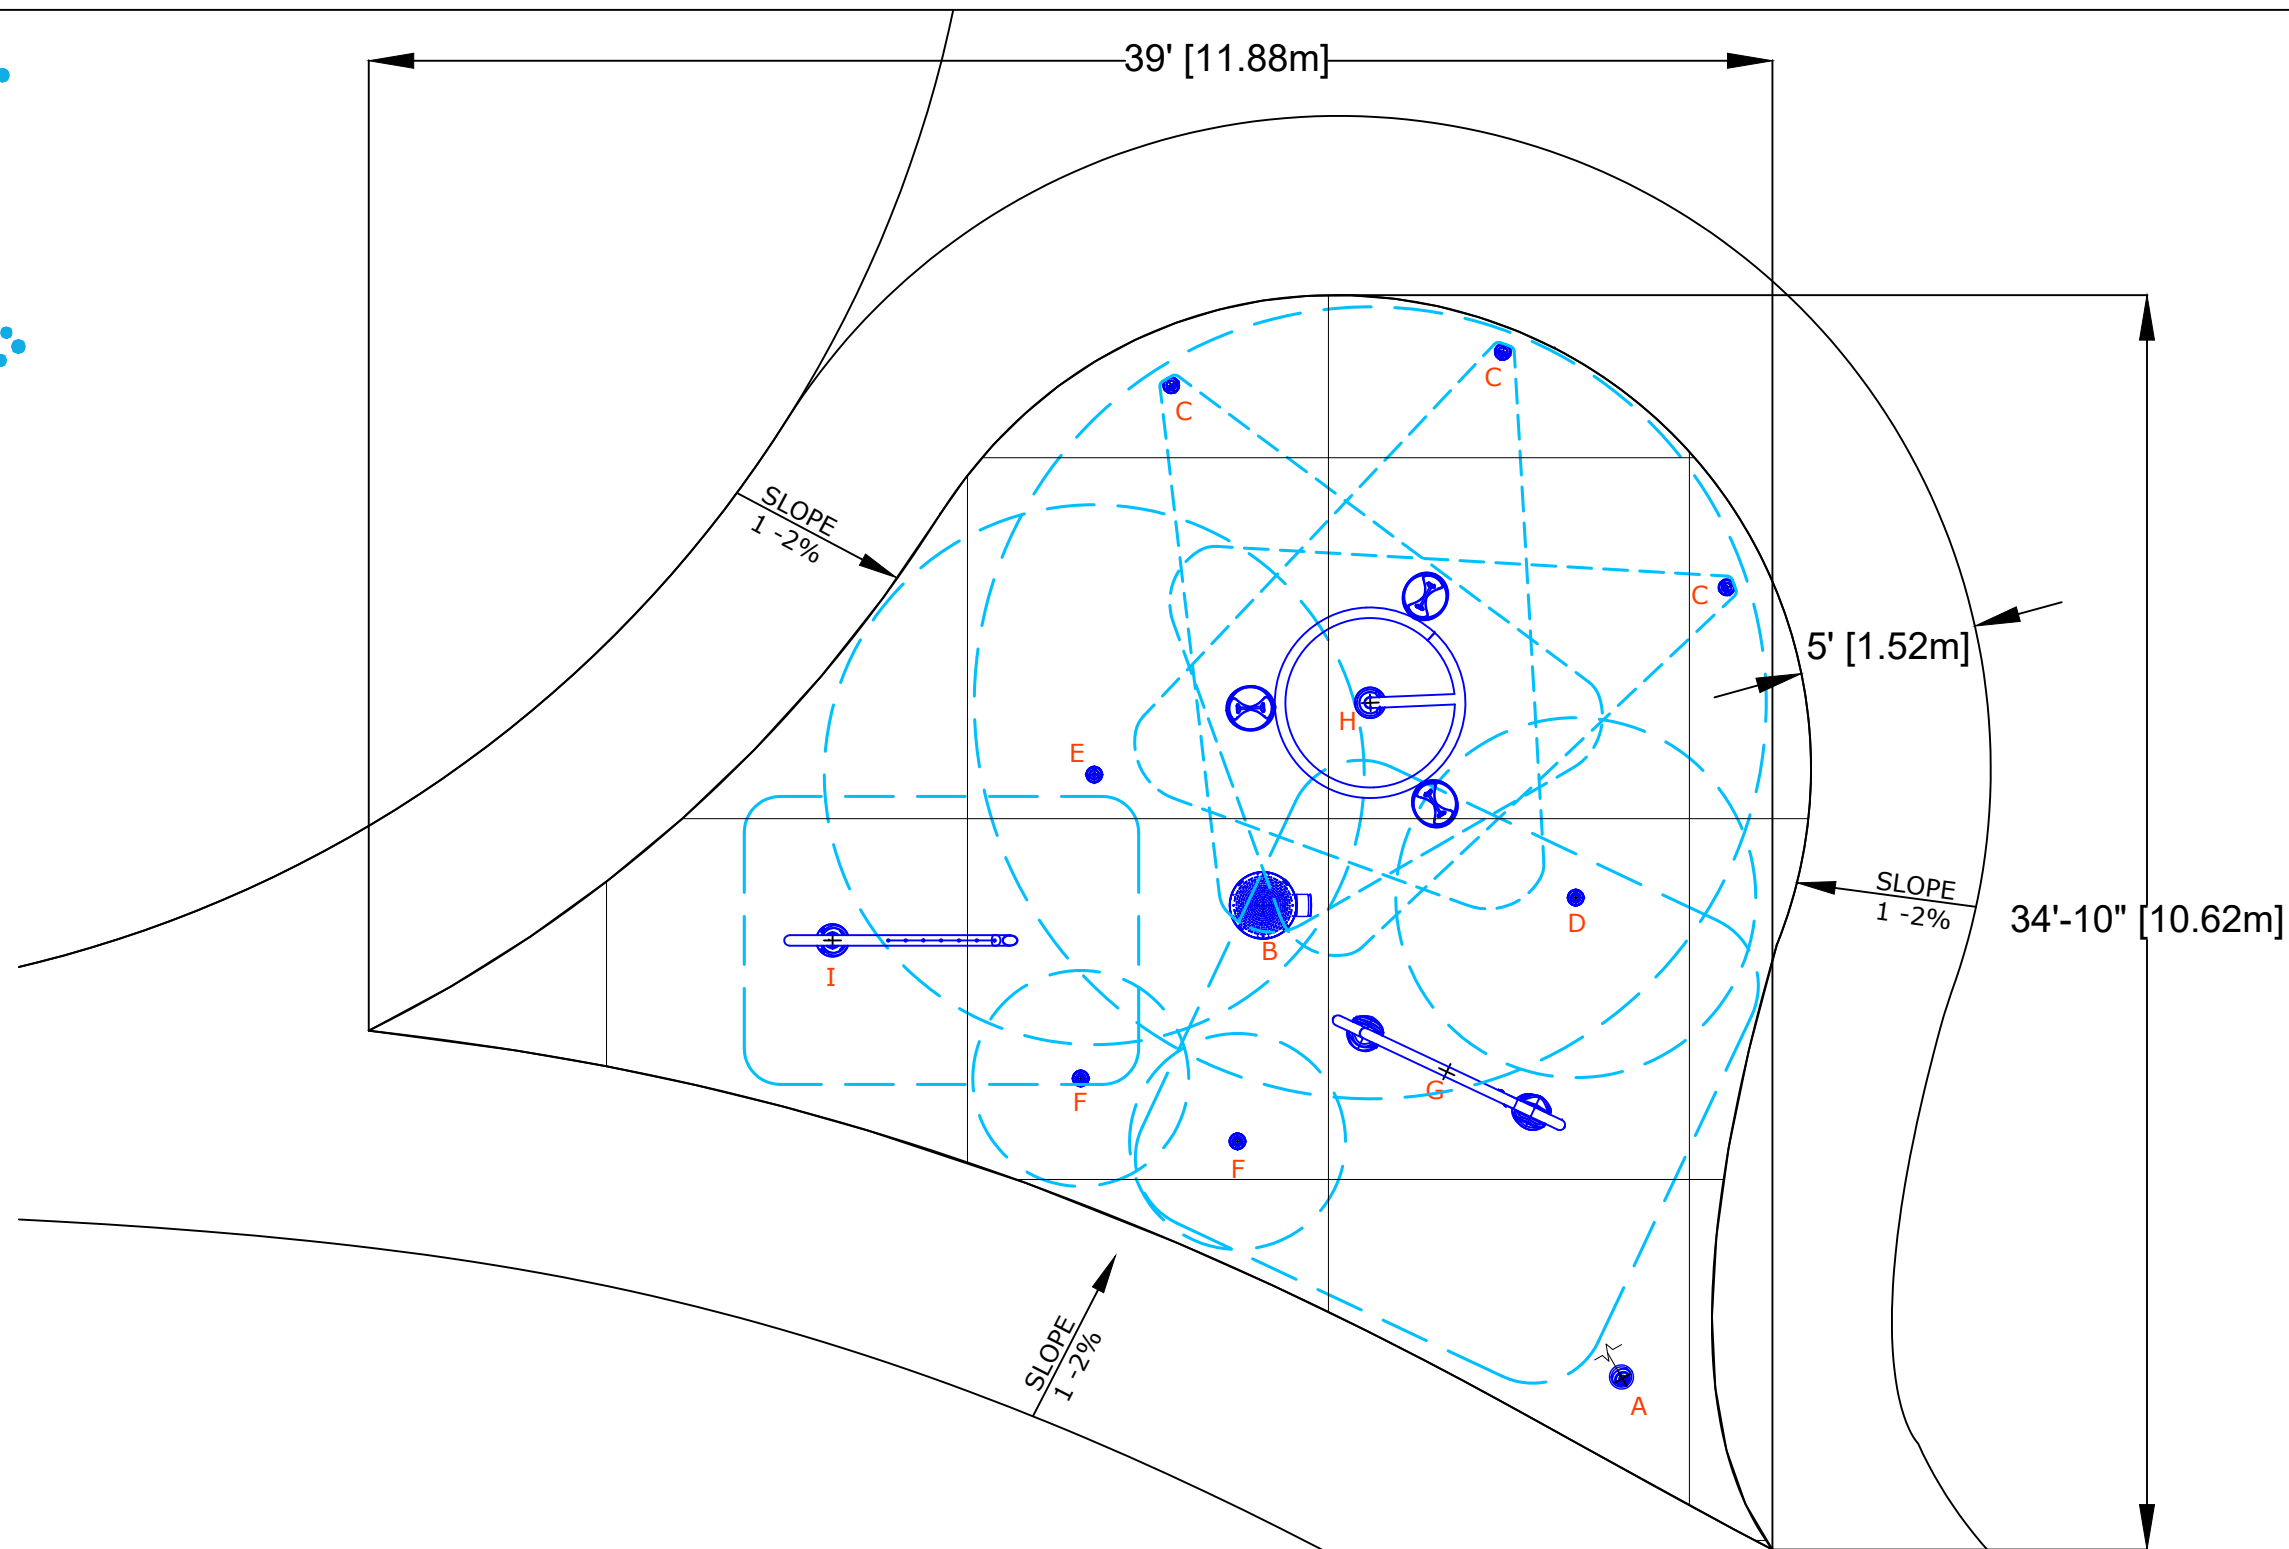 39' [11.88m]
C
C
SLOPE
1 -2%
C
5' [1.52m]
H
E
SLOPE
1 -2%
34'-10" [10.62m]
D
B
I
G
F
F
SLOPE
1 -2%
A